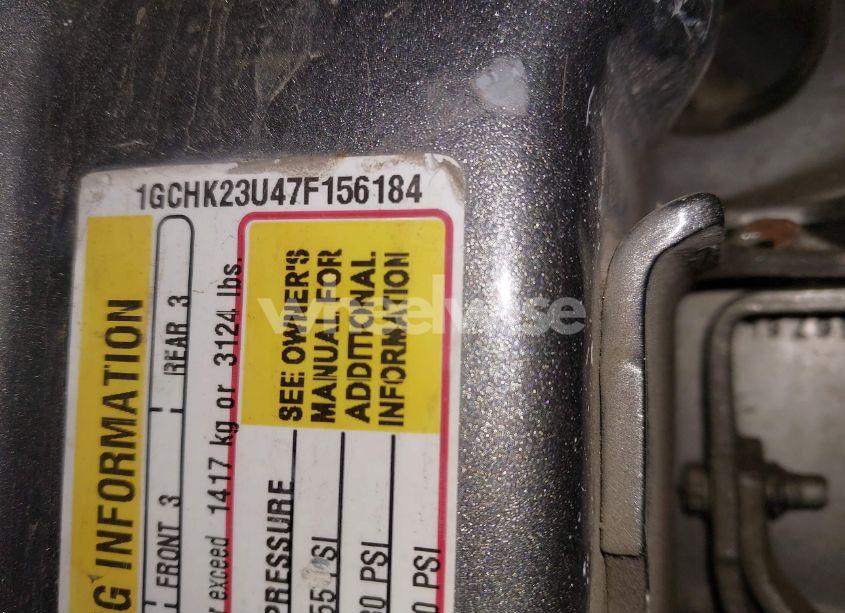 1GCHK23U47F156184
G INFORMATION
FRONT 3
REAR 3
exceed 1417 kg or 3124 lbs.
SEE OWNER'S
MANUAL FOR
ADDITIONAL
INFORMATION
PRESSURE
PSI
PSI
PSI